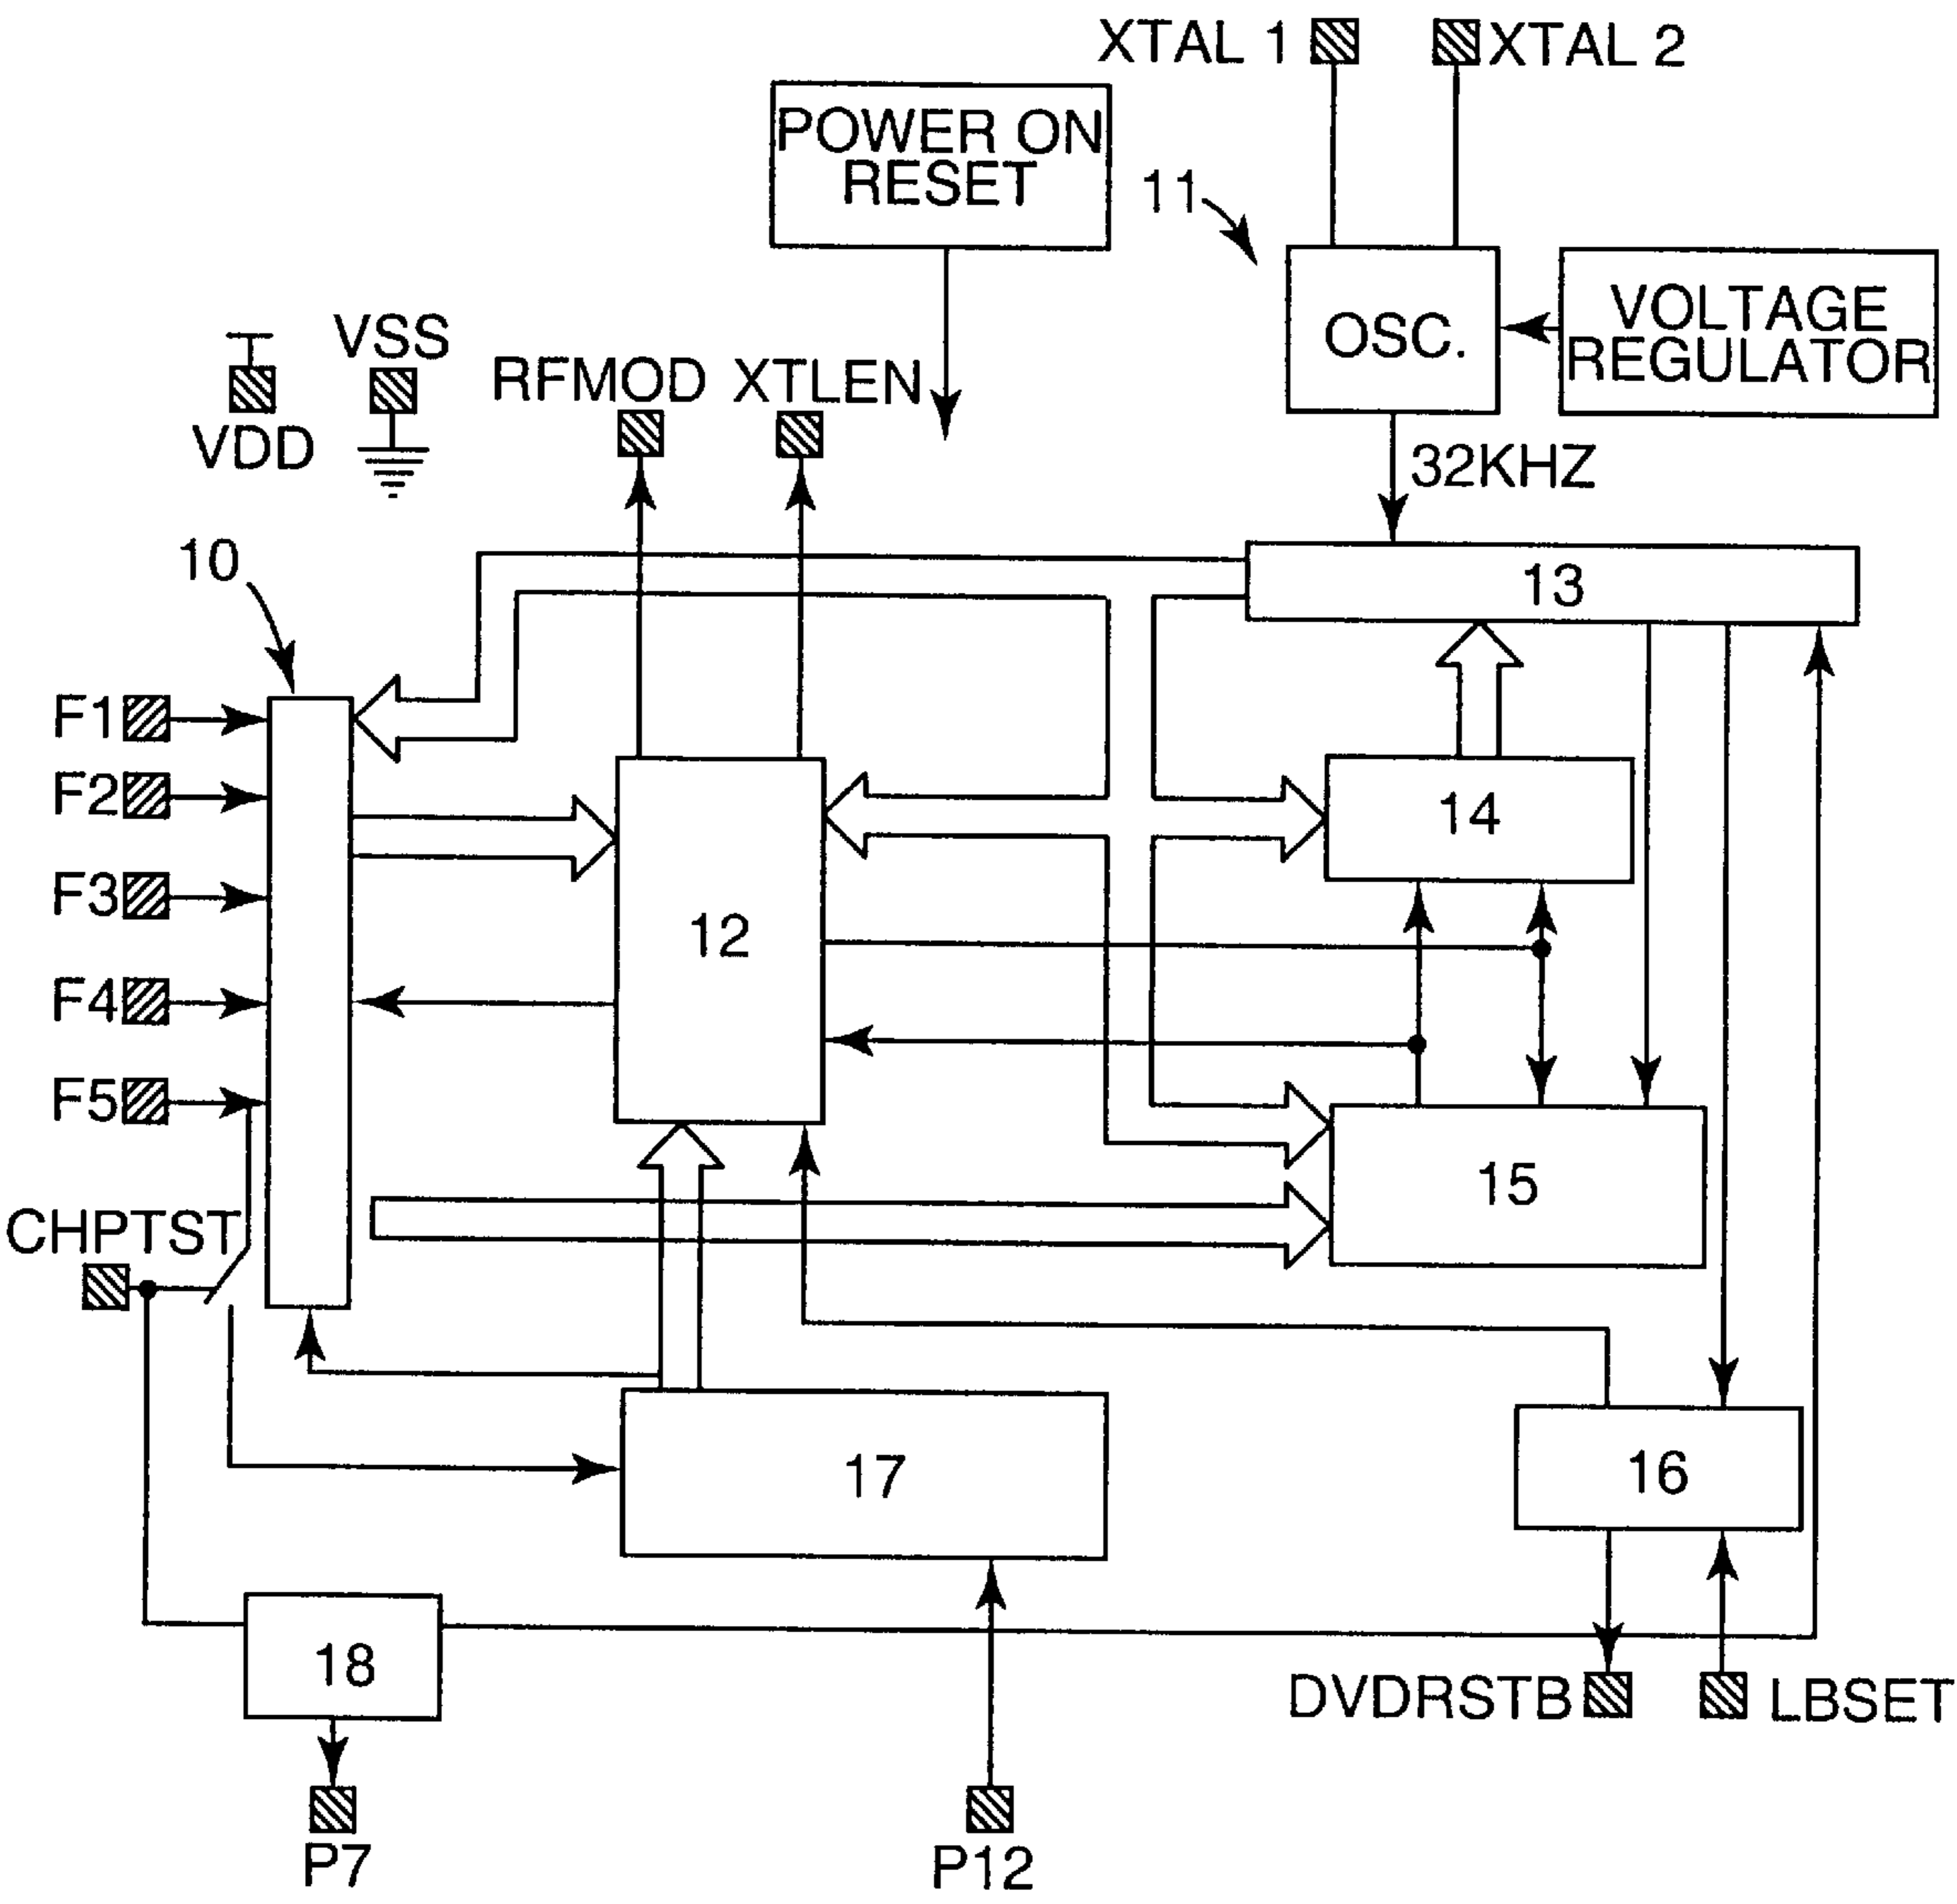 XTAL 1
XTAL 2
POWER ON
RESET
11
OSC.
VOLTAGE
REGULATOR
VSS
VDD
RFMOD
XTLEN
32KHZ
10
13
F1
F2
F3
F4
F5
12
14
15
CHPTST
17
16
18
DVDRSTB
LBSET
P7
P12